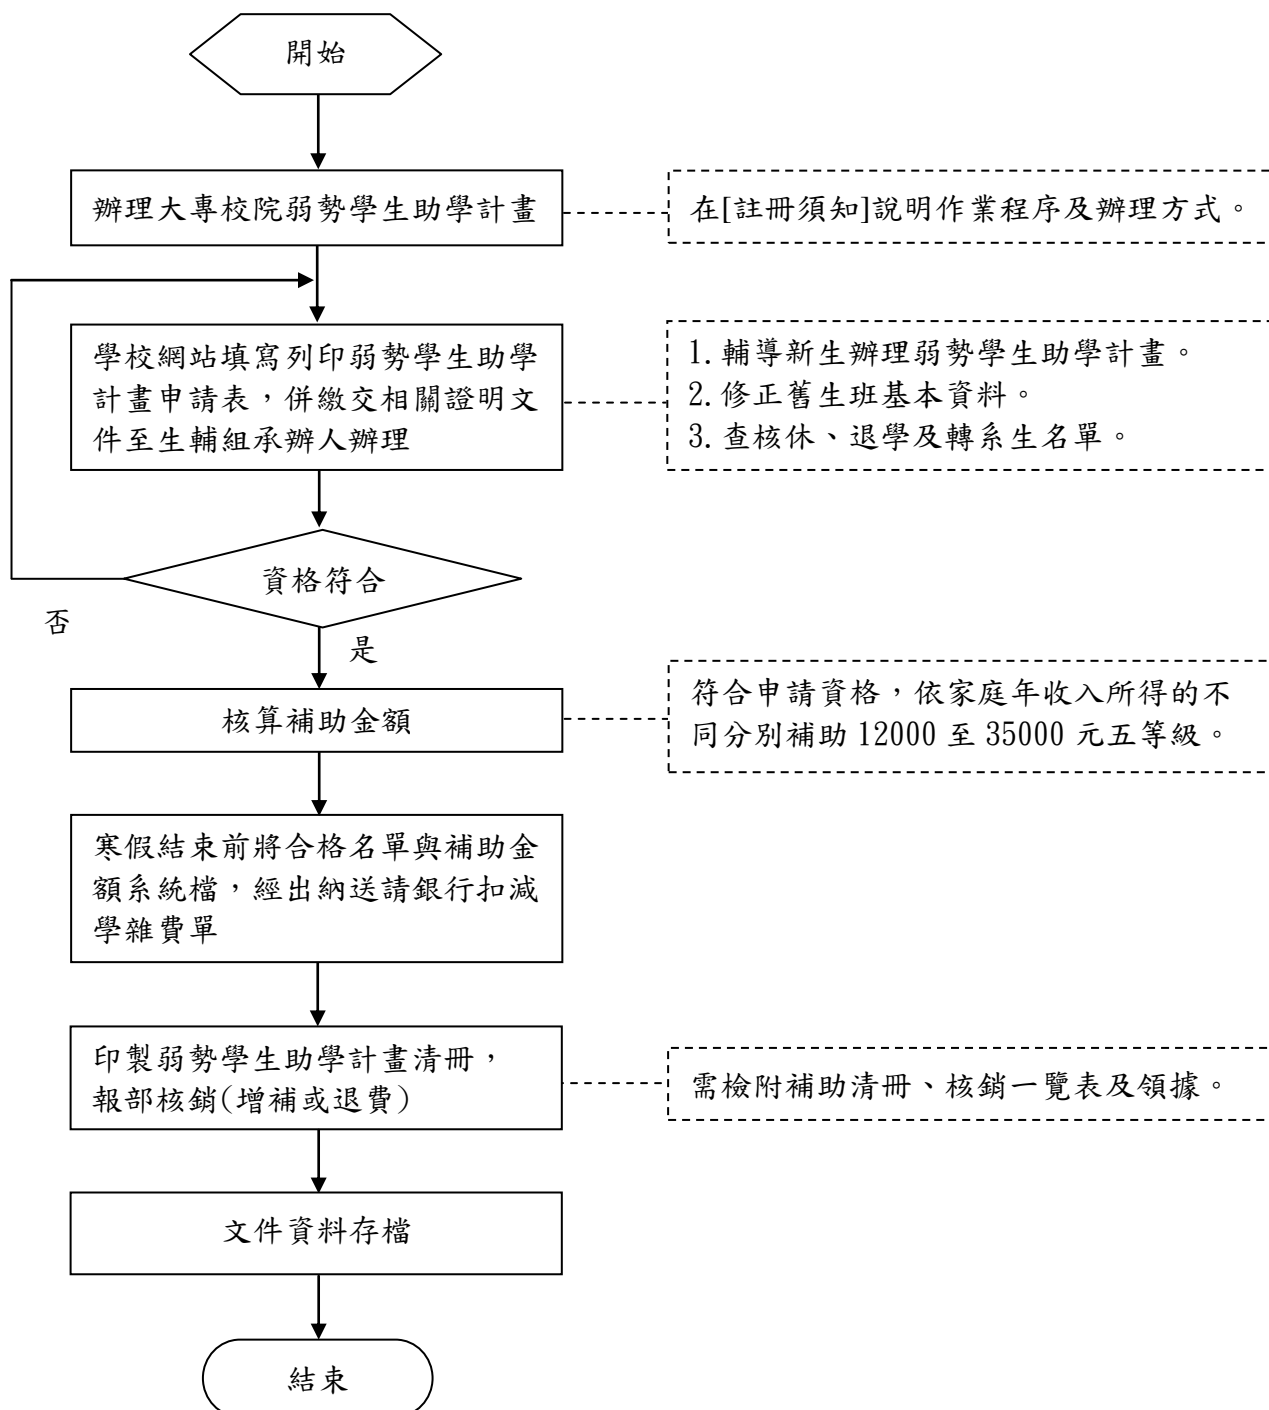 開始
辦理大專校院弱勢學生助學計畫
在[註冊須知]說明作業程序及辦理方式。
學校網站填寫列印弱勢學生助學
計畫申請表，併繳交相關證明文
件至生輔組承辦人辦理
1.輔導新生辦理弱勢學生助學計畫。
2.修正舊生班基本資料。
3.查核休、退學及轉系生名單。
資格符合
否
是
核算補助金額
符合申請資格，依家庭年收入所得的不
同分別補助 12000 至 35000 元五等級。
寒假結束前將合格名單與補助金
額系統檔，經出納送請銀行扣減
學雜費單
印製弱勢學生助學計畫清冊，
報部核銷(增補或退費)
需檢附補助清冊、核銷一覽表及領據。
文件資料存檔
結束